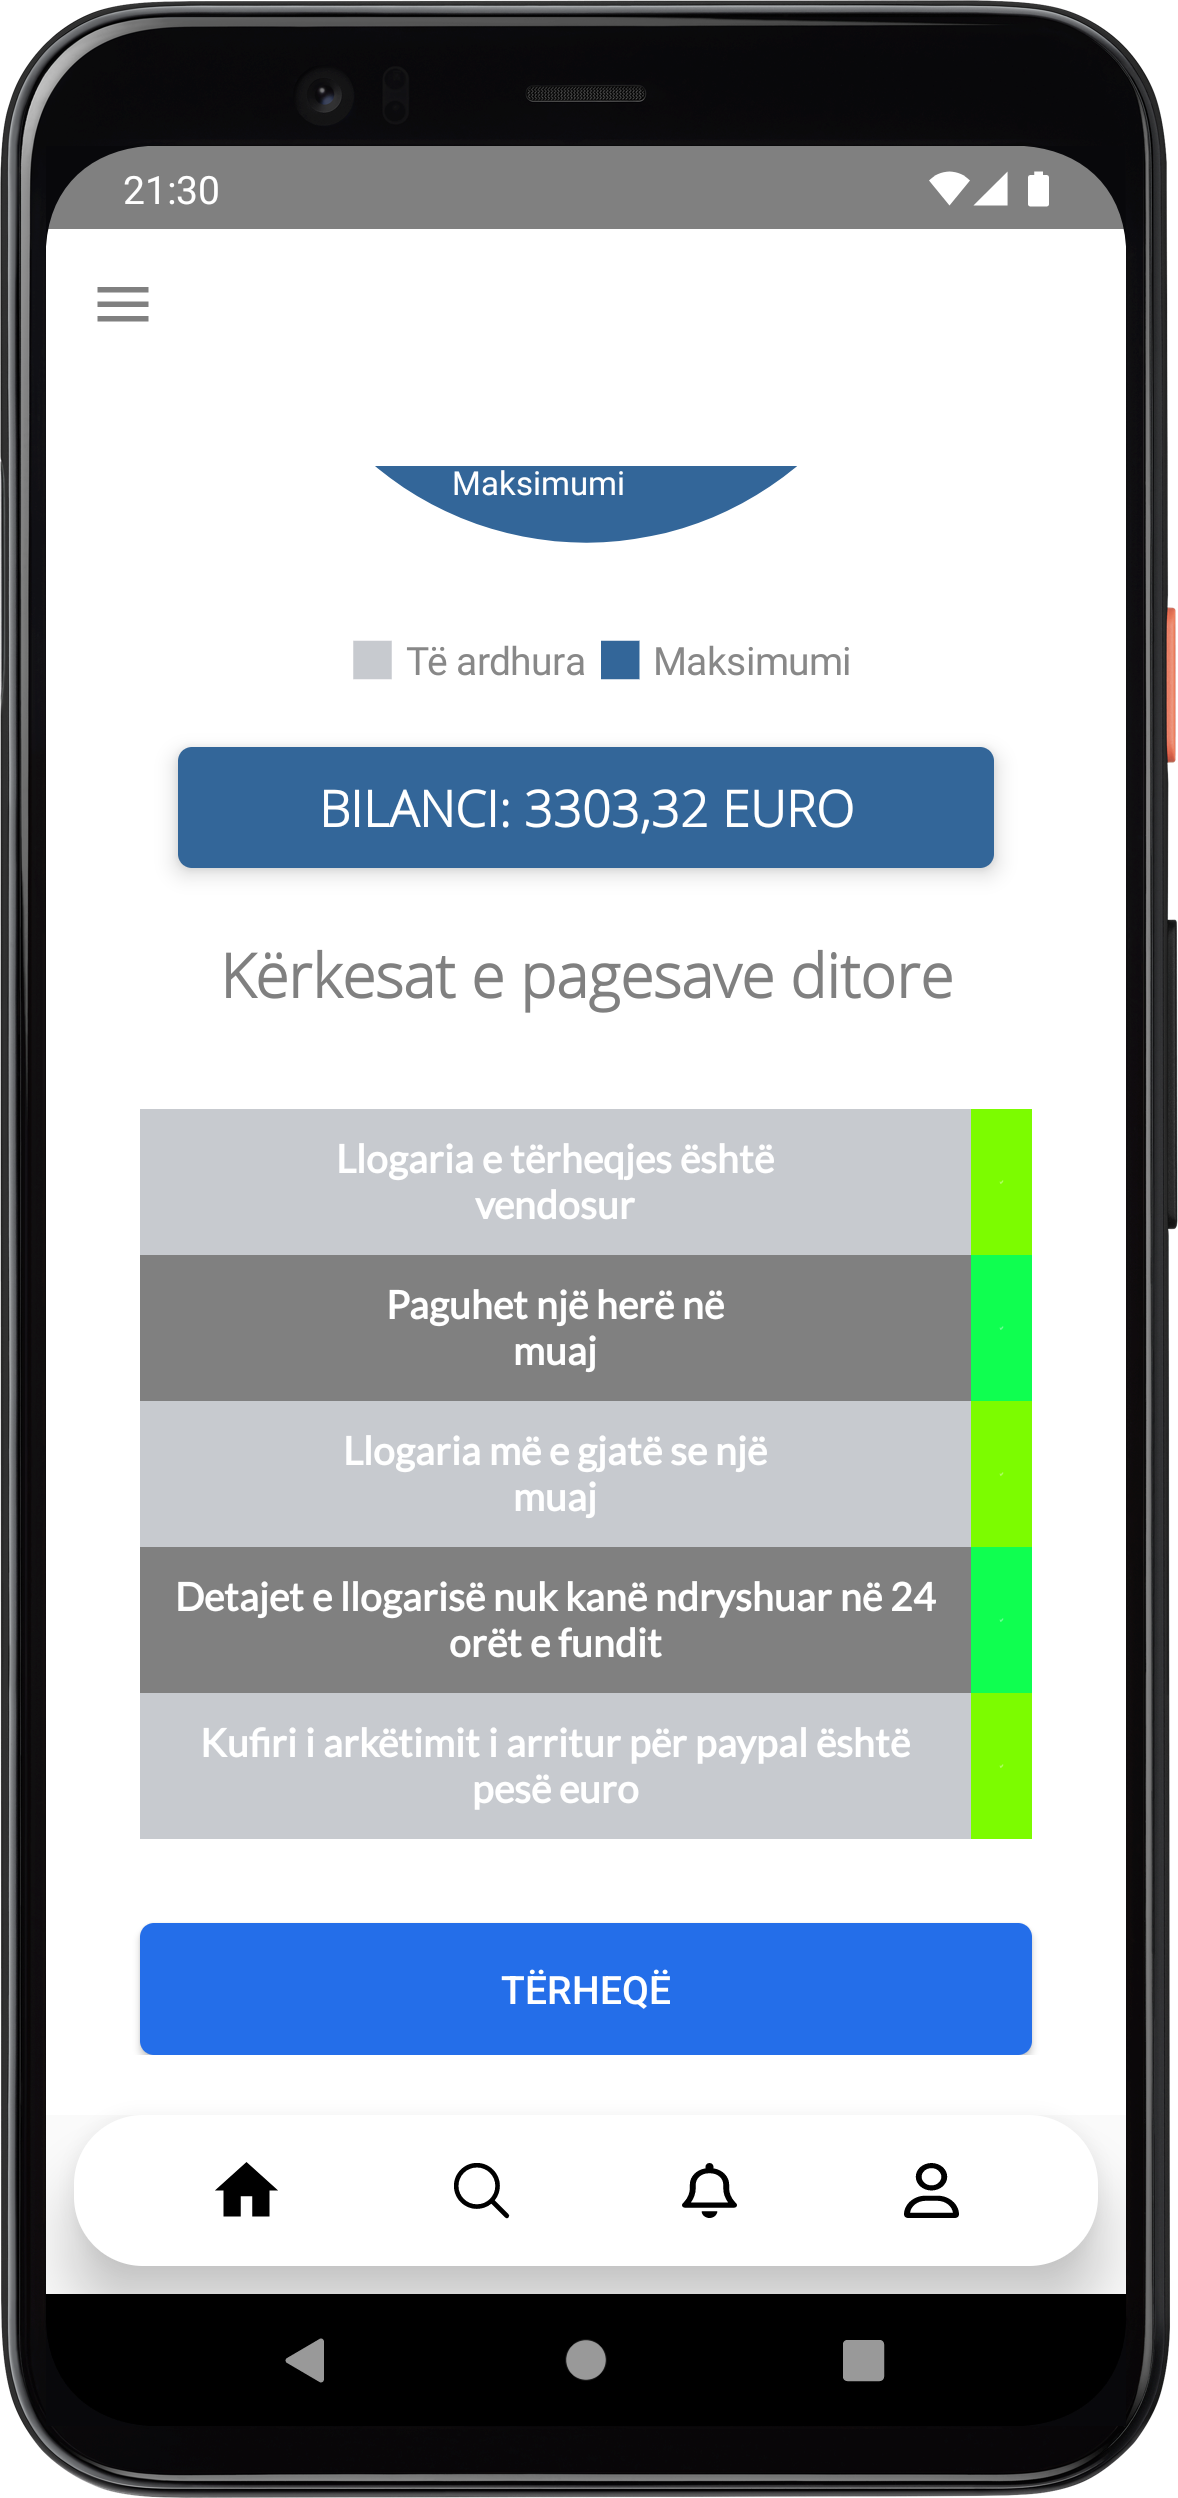 21:30
Maksimumi
Të ardhura Maksimumi
BILANCI: 3303,32 EURO
Kërkesat e pagesave ditore
Llogaria e tërheqjes është
vendosur
Paguhet një herë në
muaj
Llogaria më e gjatë se një
muaj
Detajet e llogarisë nuk kanë ndryshuar në 24
orët e fundit
Kufiri i arkëtimit i arritur për paypal është
pesë euro
TËRHEQË